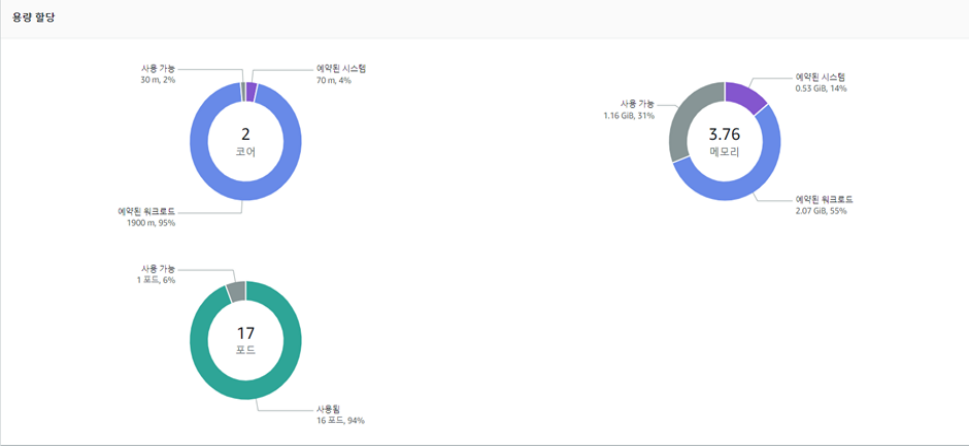 용량 할당
사용 가능
30 m, 2%
예약된 시스템
70 m, 4%
2
코어
예약된 워크로드
1900 m, 95%
예약된 시스템
0.53 GiB, 14%
사용 가능
1.16 GiB, 31%
3.76
메모리
예약된 워크로드
2.07 GiB, 55%
사용 가능
1 포드, 6%
17
포드
사용됨
16 포드, 94%